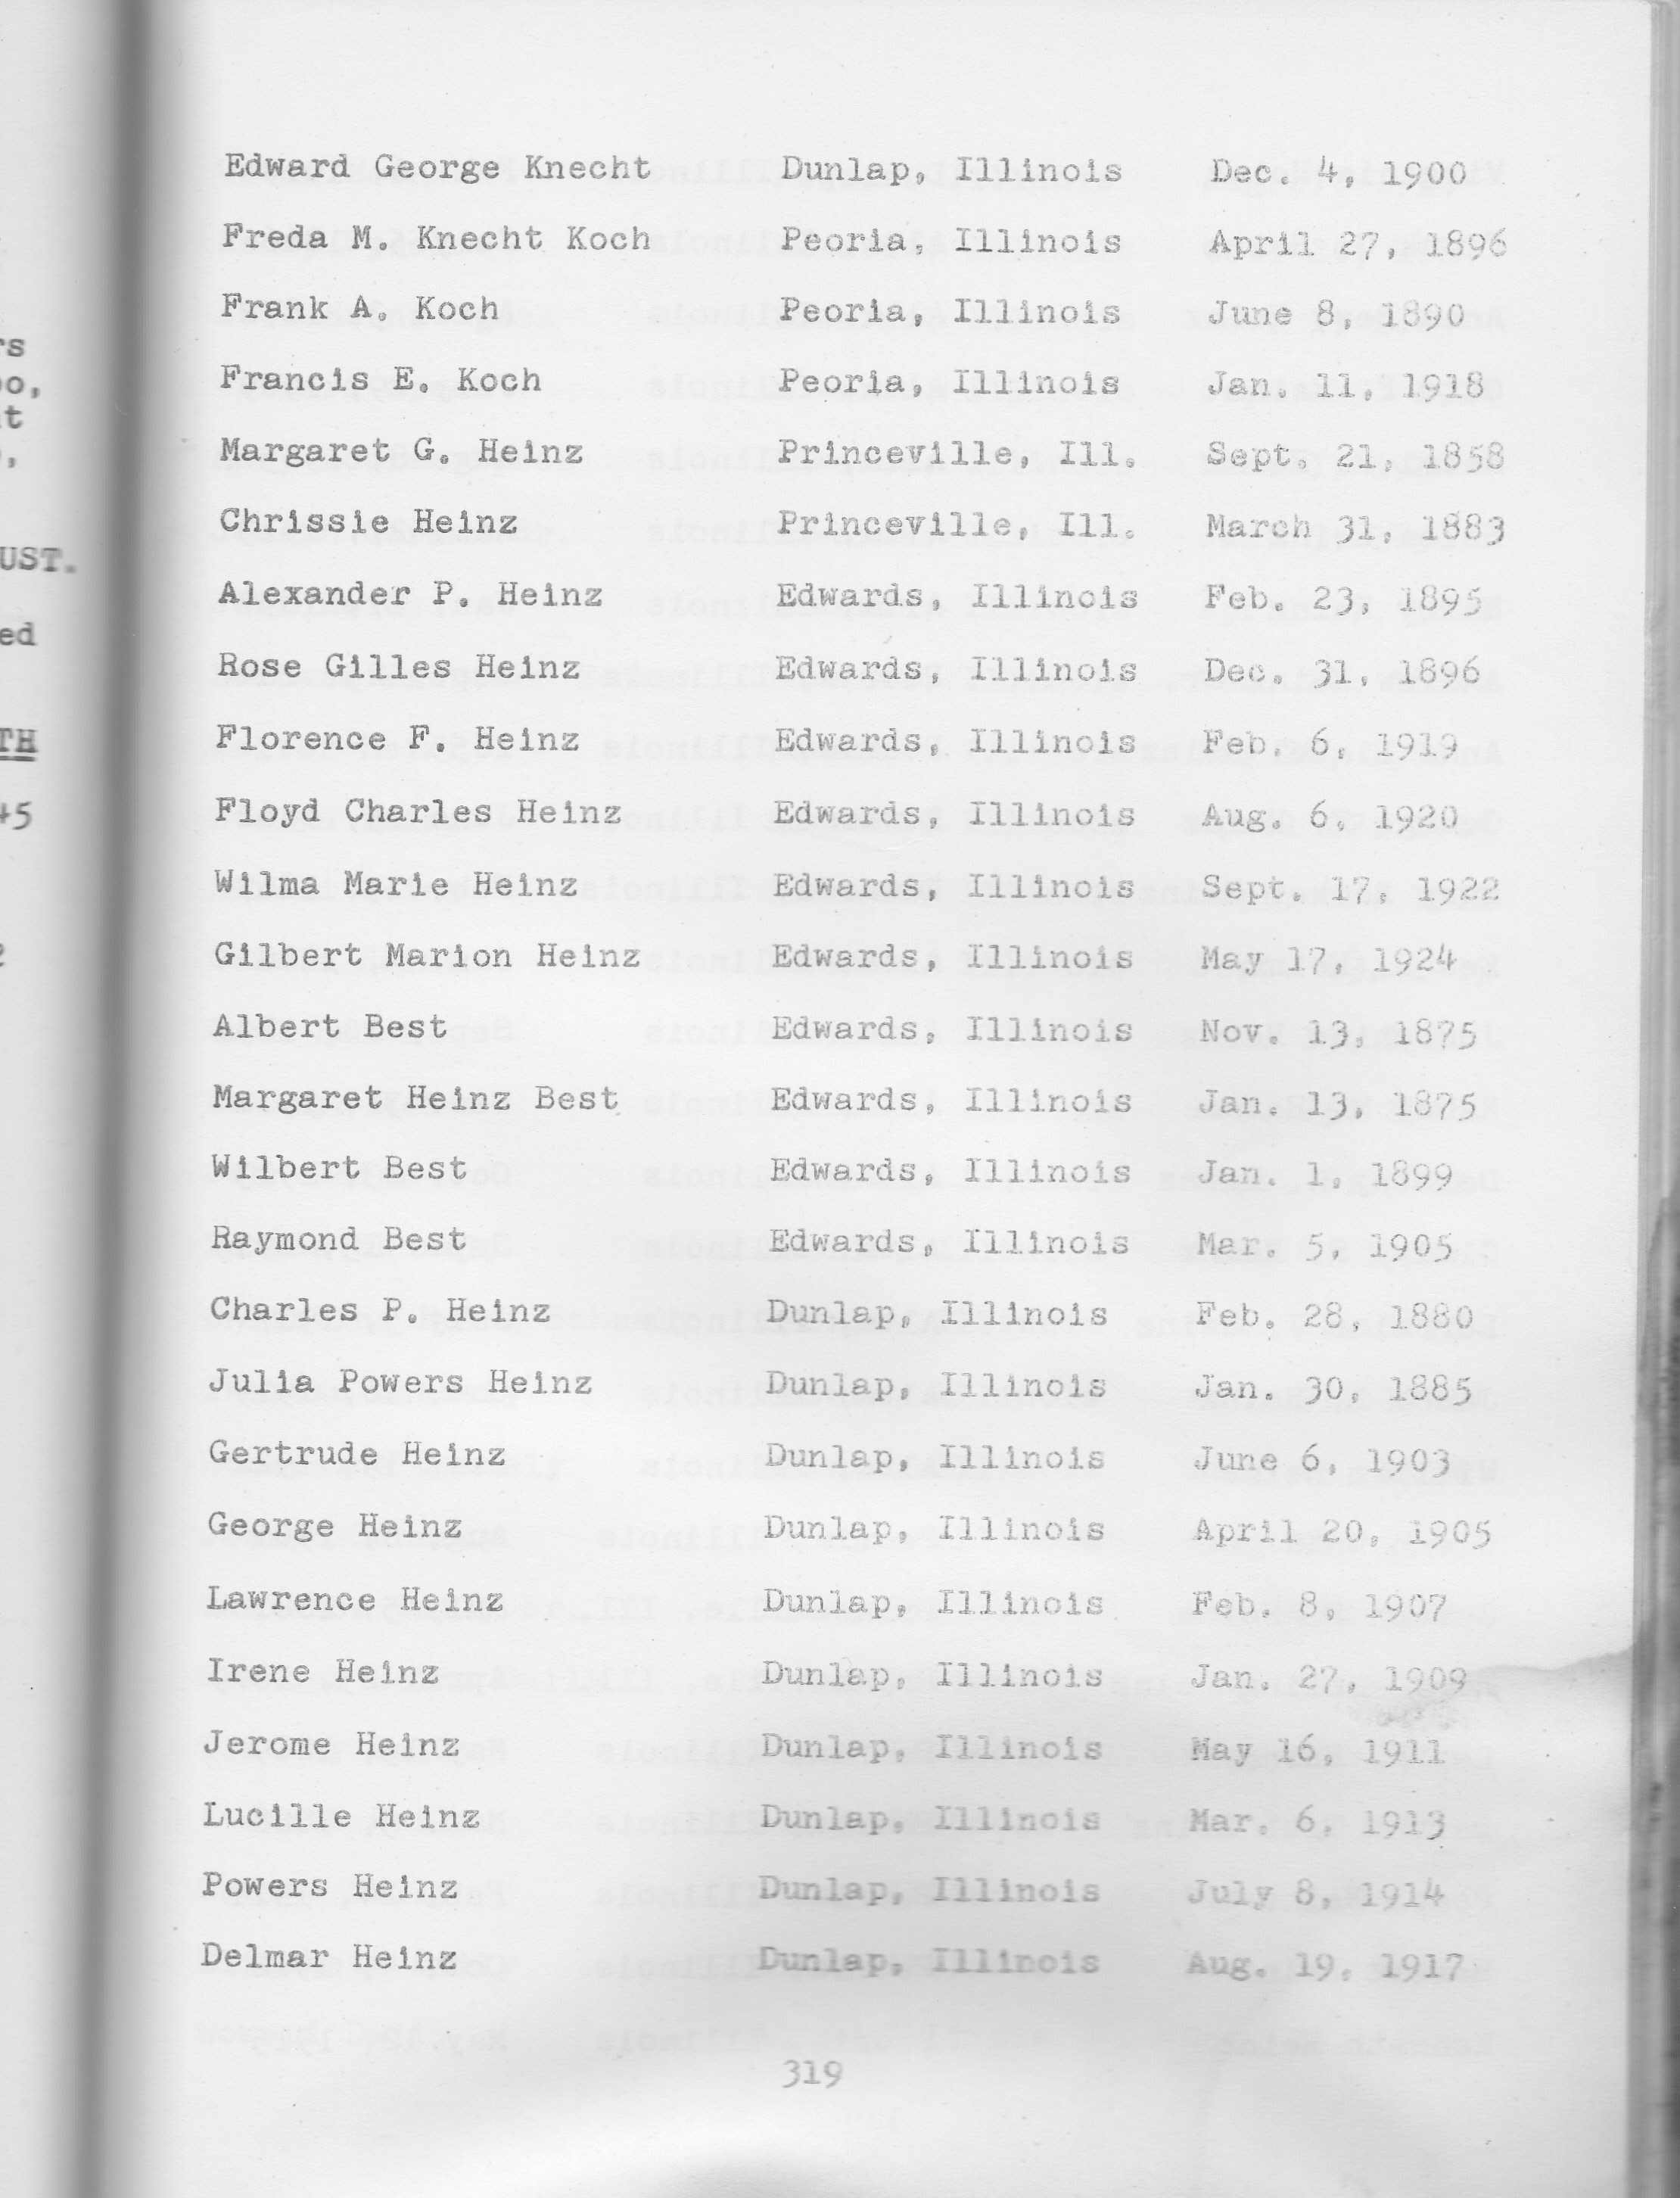 rs
oo,
t
,
UST.
ed
TH
45
Edward George Knecht Dunlap, Illinois Dec. 4, 1900
Freda M. Knecht Koch Peoria, Illinois April 27, 1896
Frank A. Koch Peoria, Illinois June 8, 1890
Francis E. Koch Peoria, Illinois Jan. 11, 1918
Margaret G. Heinz Princeville, Ill. Sept. 21, 1858
Chrissie Heinz Princeville, Ill. March 31, 1883
Alexander P. Heinz Edwards, Illinois Feb. 23, 1895
Rose Gilles Heinz Edwards, Illinois Dec. 31, 1896
Florence F. Heinz Edwards, Illinois Feb. 6, 1919
Floyd Charles Heinz Edwards, Illinois Aug. 6, 1920
Wilma Marie Heinz Edwards, Illinois Sept. 17, 1922
Gilbert Marion Heinz Edwards, Illinois May 17, 1924
Albert Best Edwards, Illinois Nov. 13, 1875
Margaret Heinz Best Edwards, Illinois Jan. 13, 1875
Wilbert Best Edwards, Illinois Jan. 1, 1899
Raymond Best Edwards, Illinois Mar. 5, 1905
Charles P. Heinz Dunlap, Illinois Feb. 28, 1880
Julia Powers Heinz Dunlap, Illinois Jan. 30, 1885
Gertrude Heinz Dunlap, Illinois June 6, 1903
George Heinz Dunlap, Illinois April 20, 1905
Lawrence Heinz Dunlap, Illinois Feb. 8, 1907
Irene Heinz Dunlap, Illinois Jan. 27, 1909
Jerome Heinz Dunlap, Illinois May 16, 1911
Lucille Heinz Dunlap, Illinois Mar. 6, 1913
Powers Heinz Dunlap, Illinois July 8, 1914
Delmar Heinz Dunlap, Illinois Aug. 19, 1917
319